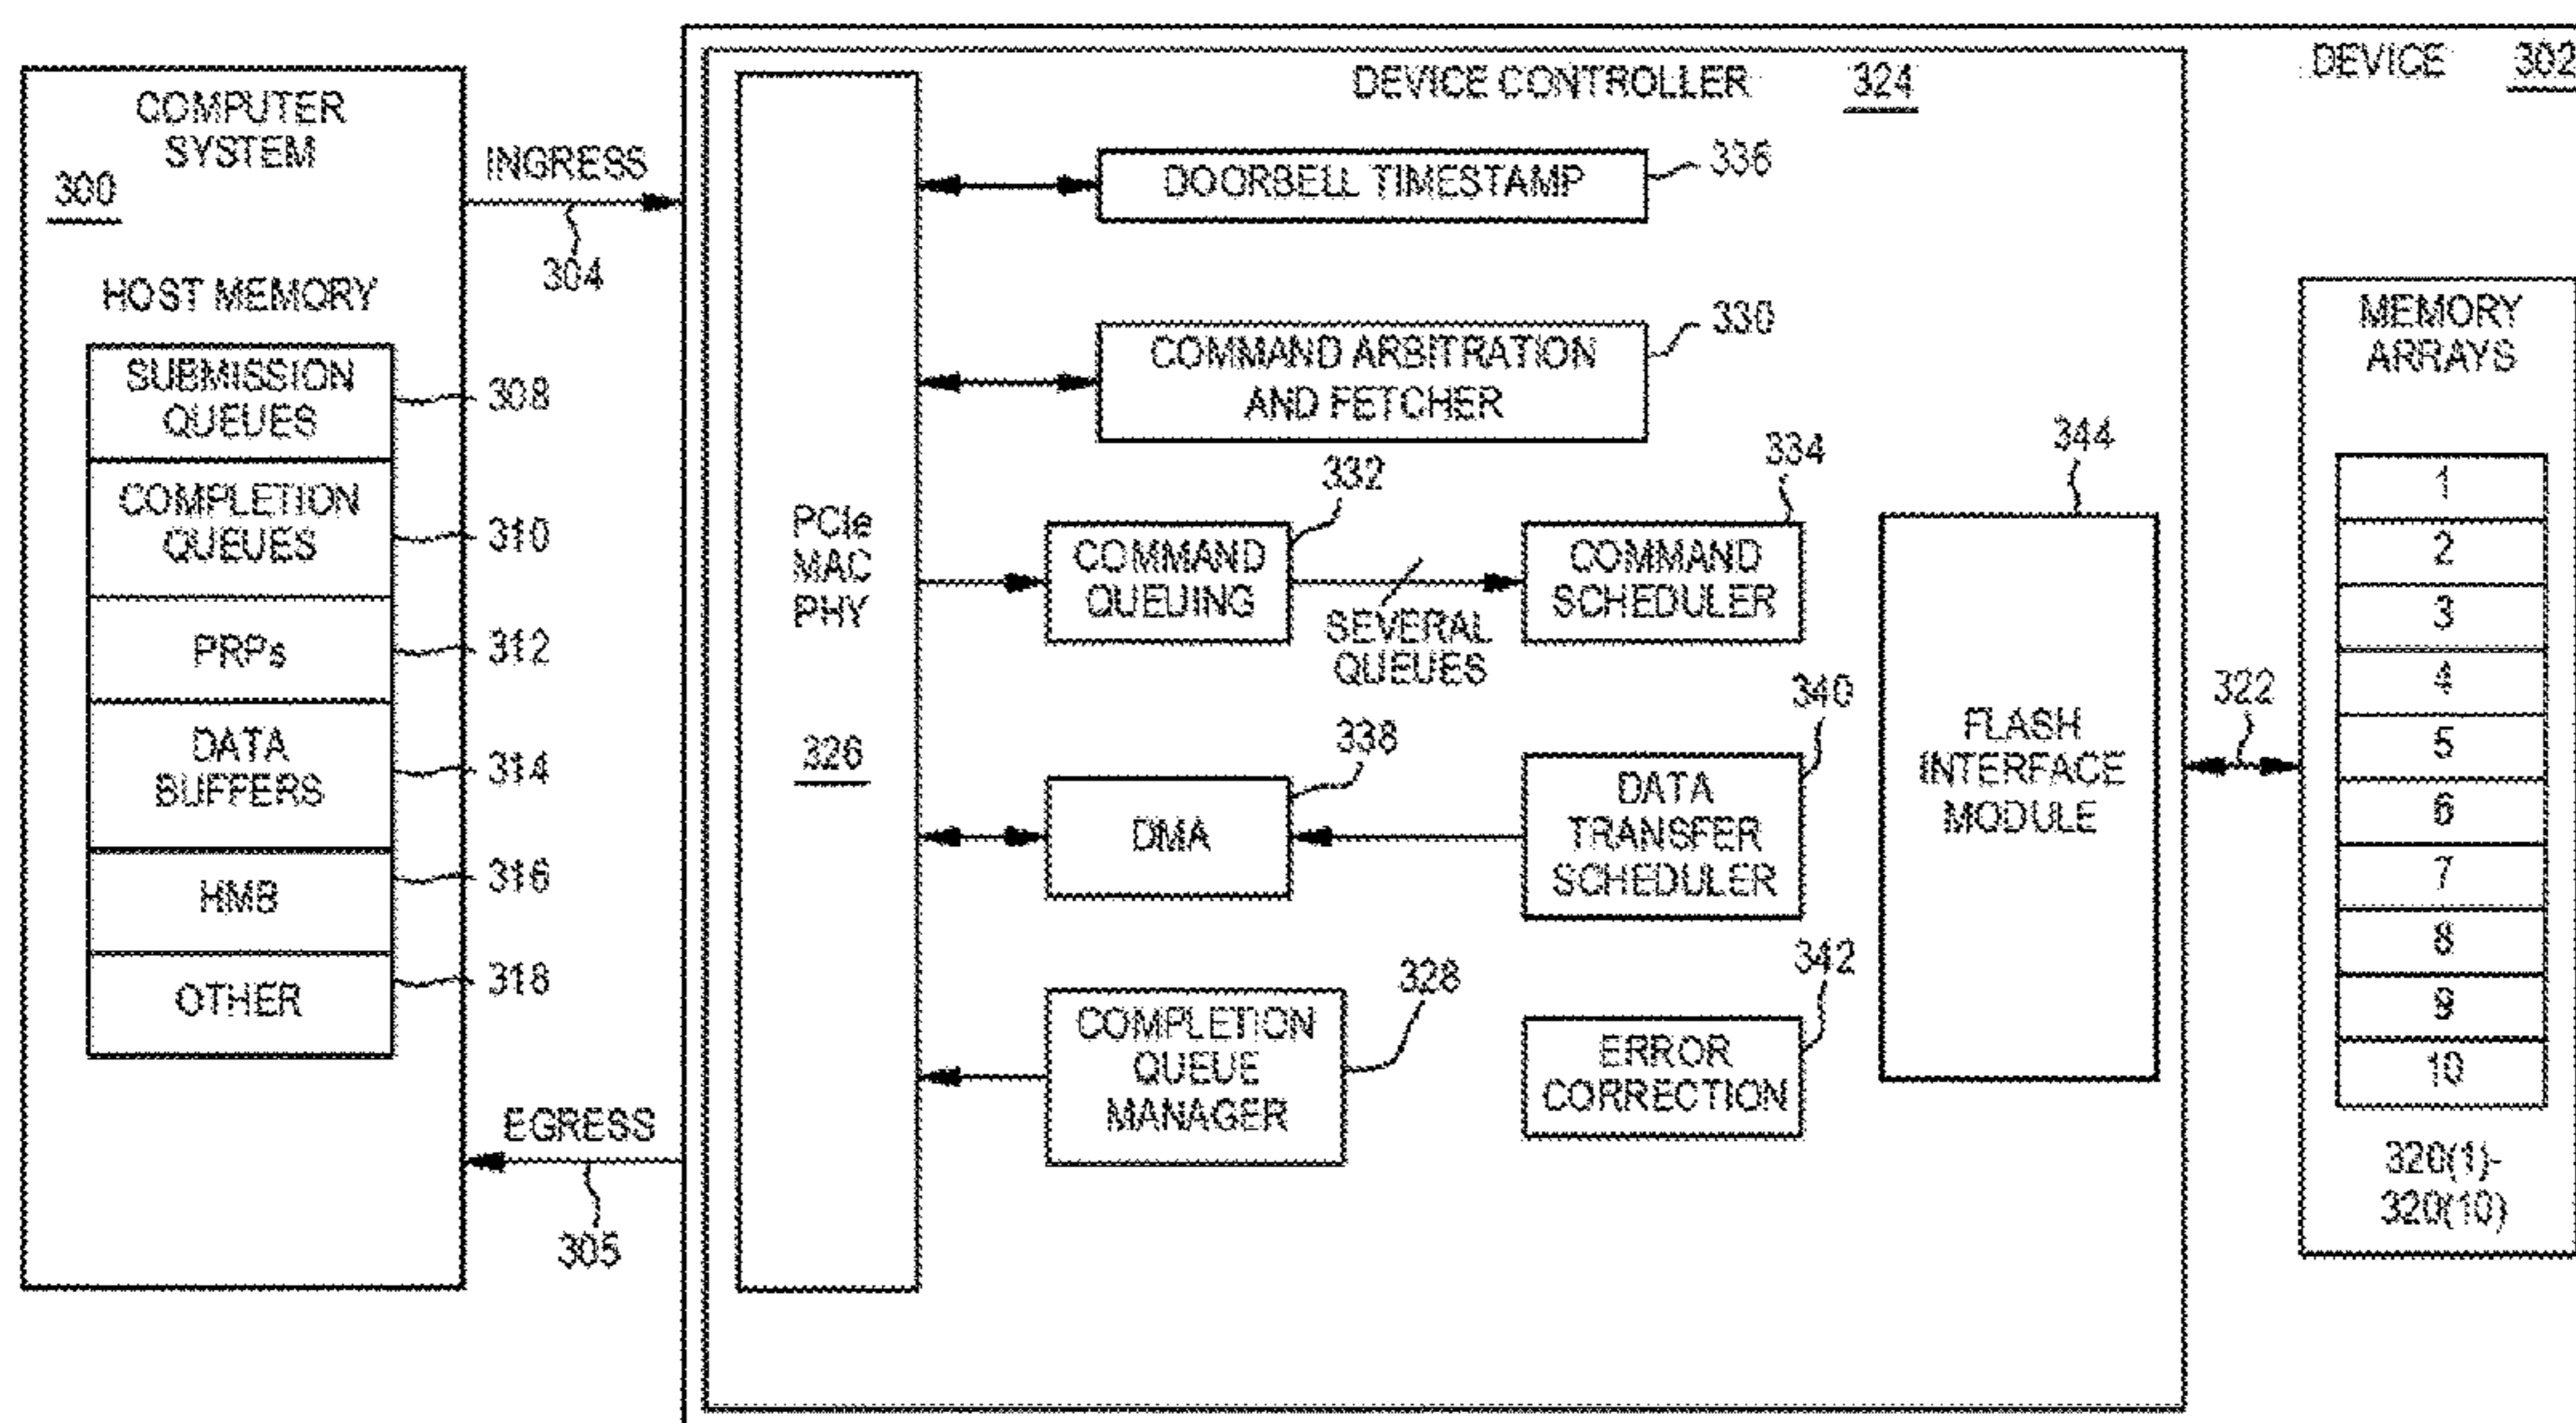 COMPUTER
SYSTEM
300
HOST MEMORY
SUBMISSION
QUEUES
308
COMPLETION
QUEUES
310
PRPs
312
DATA
BUFFERS
314
HMB
316
OTHER
318
INGRESS
304
EGRESS
305
DEVICE CONTROLLER 324
DEVICE 302
PCIe
MAC
PHY
326
DOORBELL TIMESTAMP
336
COMMAND ARBITRATION
AND FETCHER
330
COMMAND
QUEUING
332
SEVERAL
QUEUES
COMMAND
SCHEDULER
334
DMA
338
DATA
TRANSFER
SCHEDULER
340
COMPLETION
QUEUE
MANAGER
328
ERROR
CORRECTION
342
FLASH
INTERFACE
MODULE
344
322
MEMORY
ARRAYS
1
2
3
4
5
6
7
8
9
10
320(1)-
320(10)